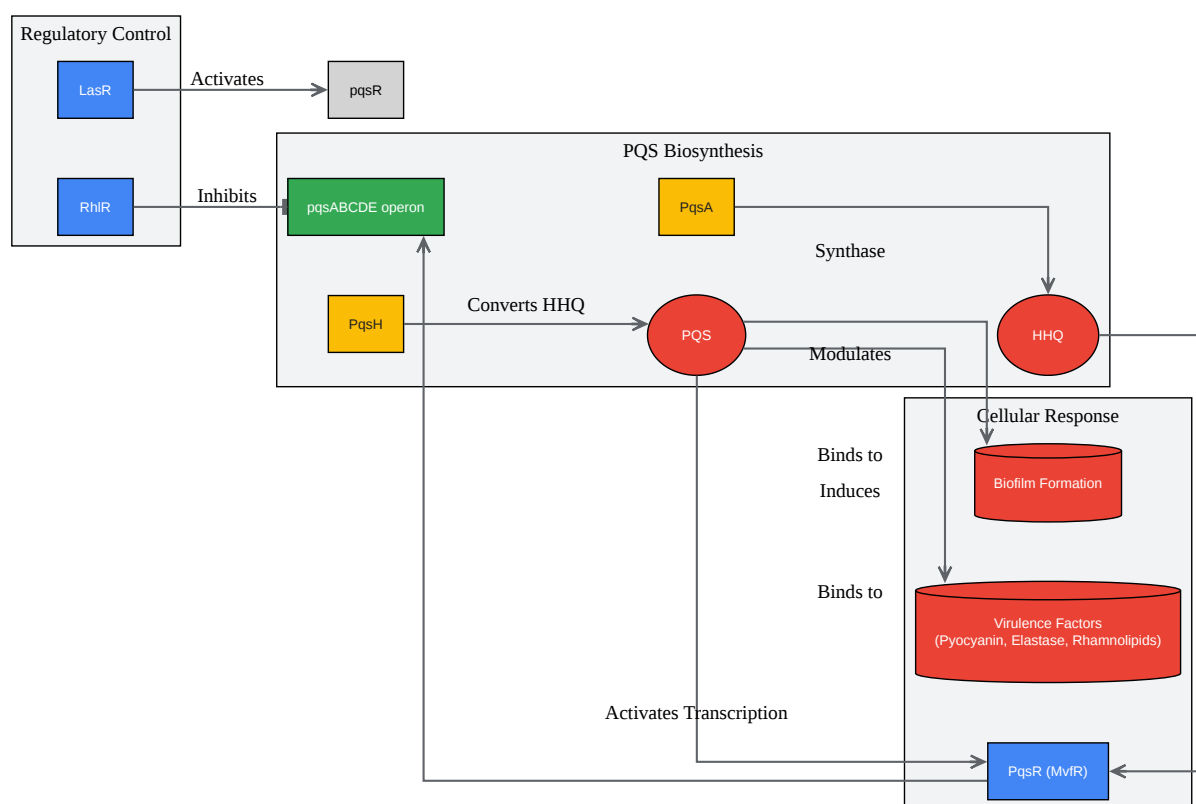 Regulatory Control
LasR
Activates
pqsR
PQS Biosynthesis
RhlR
Inhibits
pqsABCDE operon
PqsA
Synthase
PqsH
Converts HHQ
PQS
HHQ
Modulates
Cellular Response
Binds to
Induces
Biofilm Formation
Binds to
Virulence Factors
(Pyocyanin, Elastase, Rhamnolipids)
Activates Transcription
PqsR (MvfR)